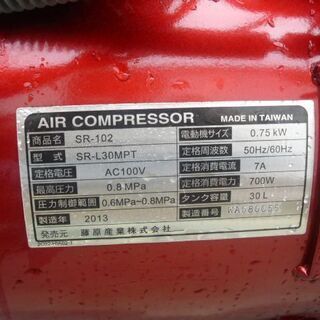 AIR COMPRESSOR MADE IN TAIWAN
商品名 SR-102 電動機サイズ 0.75 kW
型式 SR-L30MPT 定格周波数 50Hz/60Hz
定格電圧 AC100V 定格消費電流 7A
最高圧力 0.8 MPa 定格消費電力 700W
圧力制御範囲 0.6MPa~0.8MPa タンク容量 30 L
製造年 2013 製造番号
発売元 藤原産業株式会社